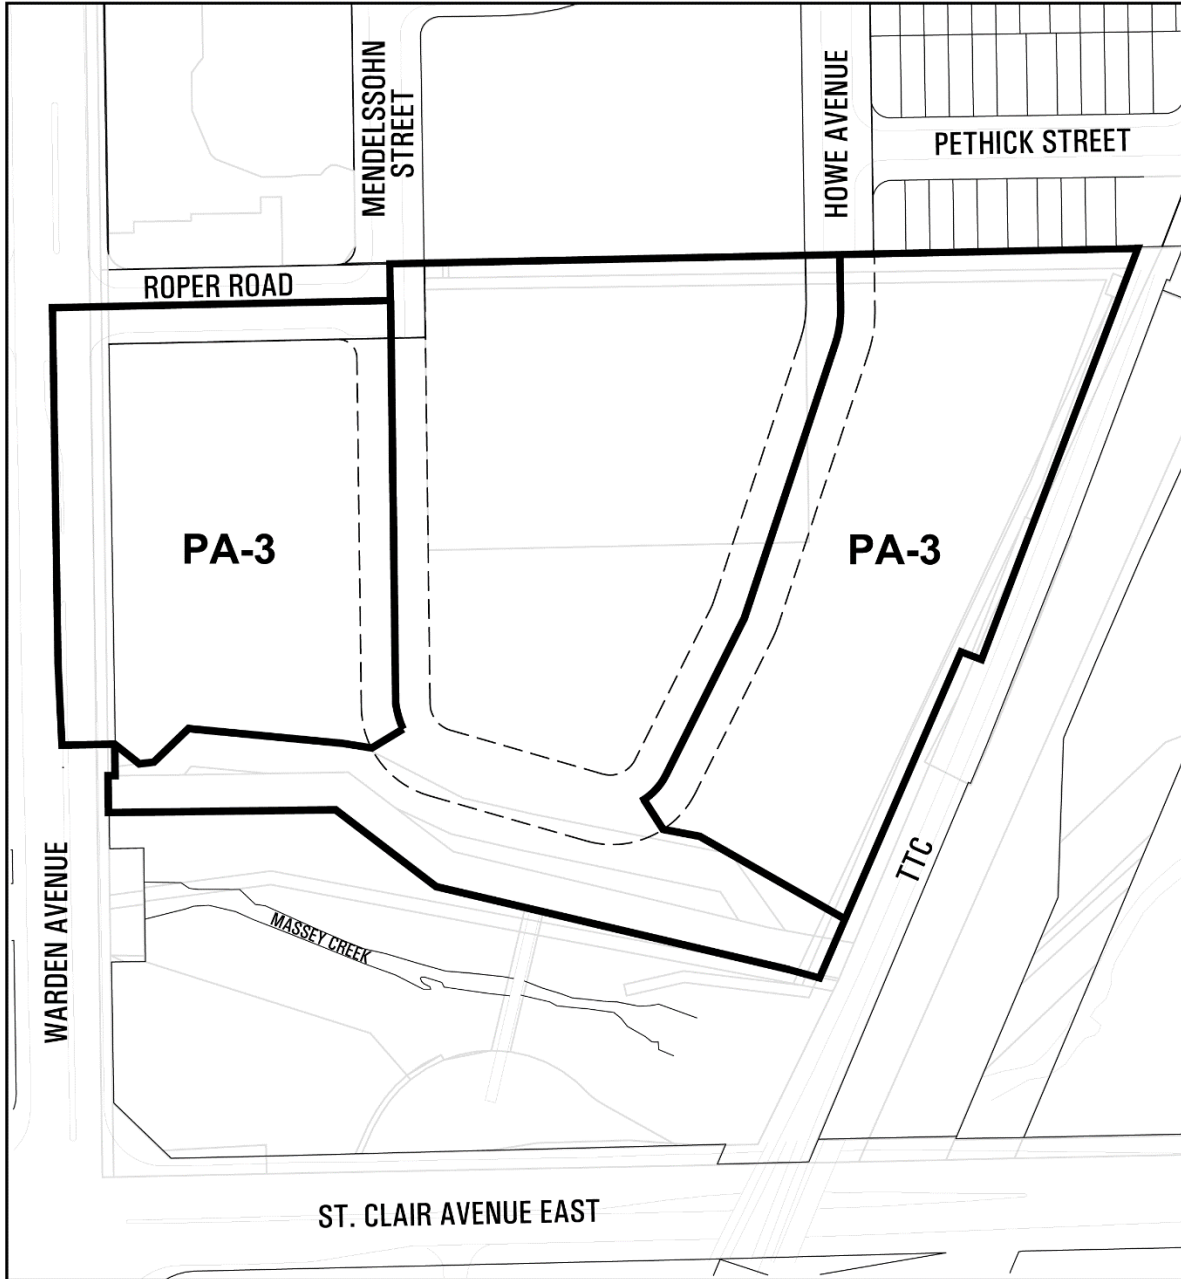 MENDELSSOHN
STREET
HOWE AVENUE
PETHICK STREET
ROPER ROAD
PA-3
PA-3
WARDEN AVENUE
TTC
MASSEY CREEK
ST. CLAIR AVENUE EAST